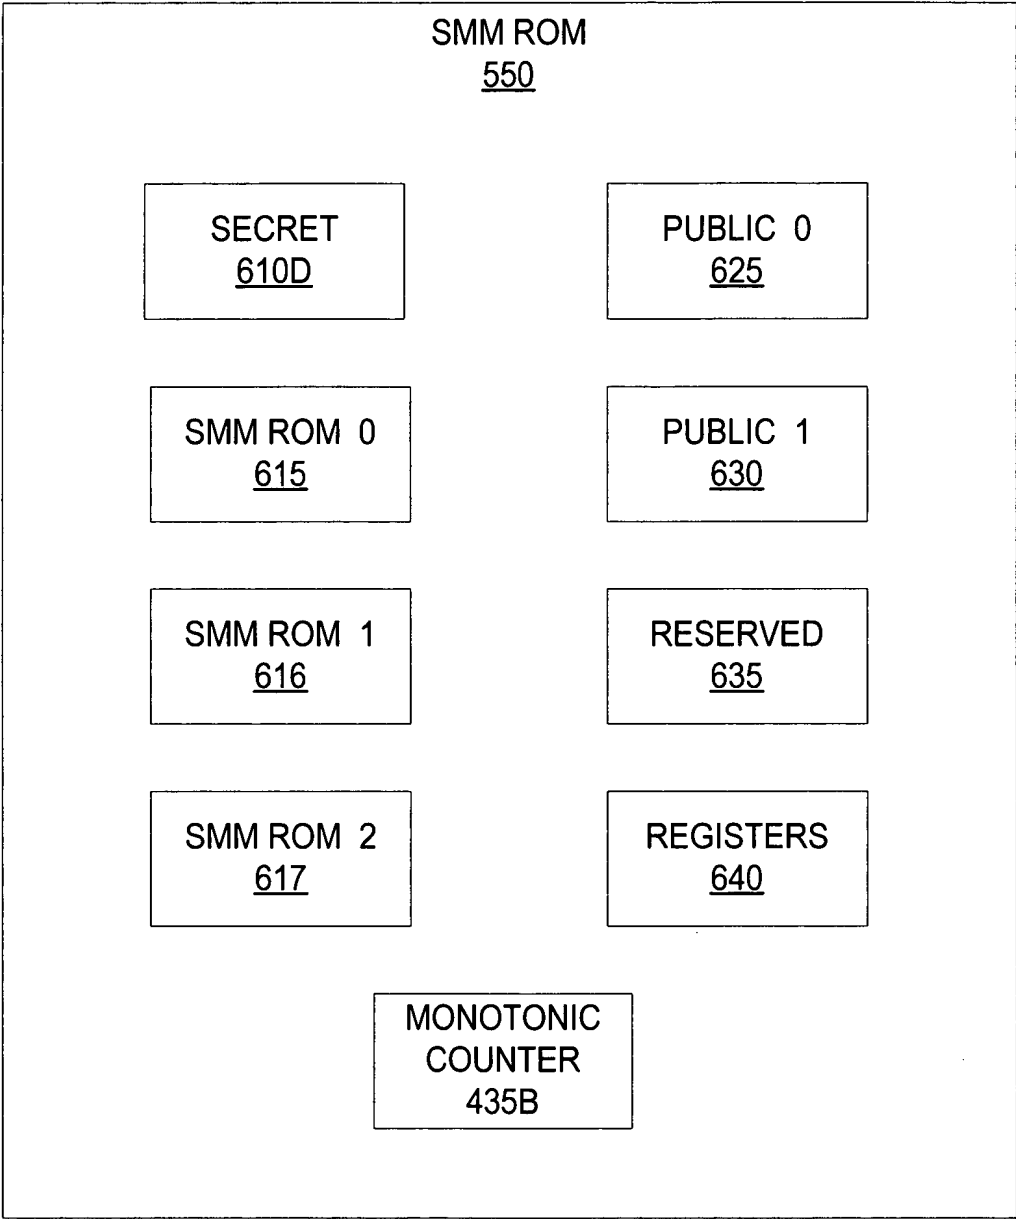 SMM ROM
550
SECRET
610D
PUBLIC 0
625
SMM ROM 0
615
PUBLIC 1
630
SMM ROM 1
616
RESERVED
635
SMM ROM 2
617
REGISTERS
640
MONOTONIC
COUNTER
435B